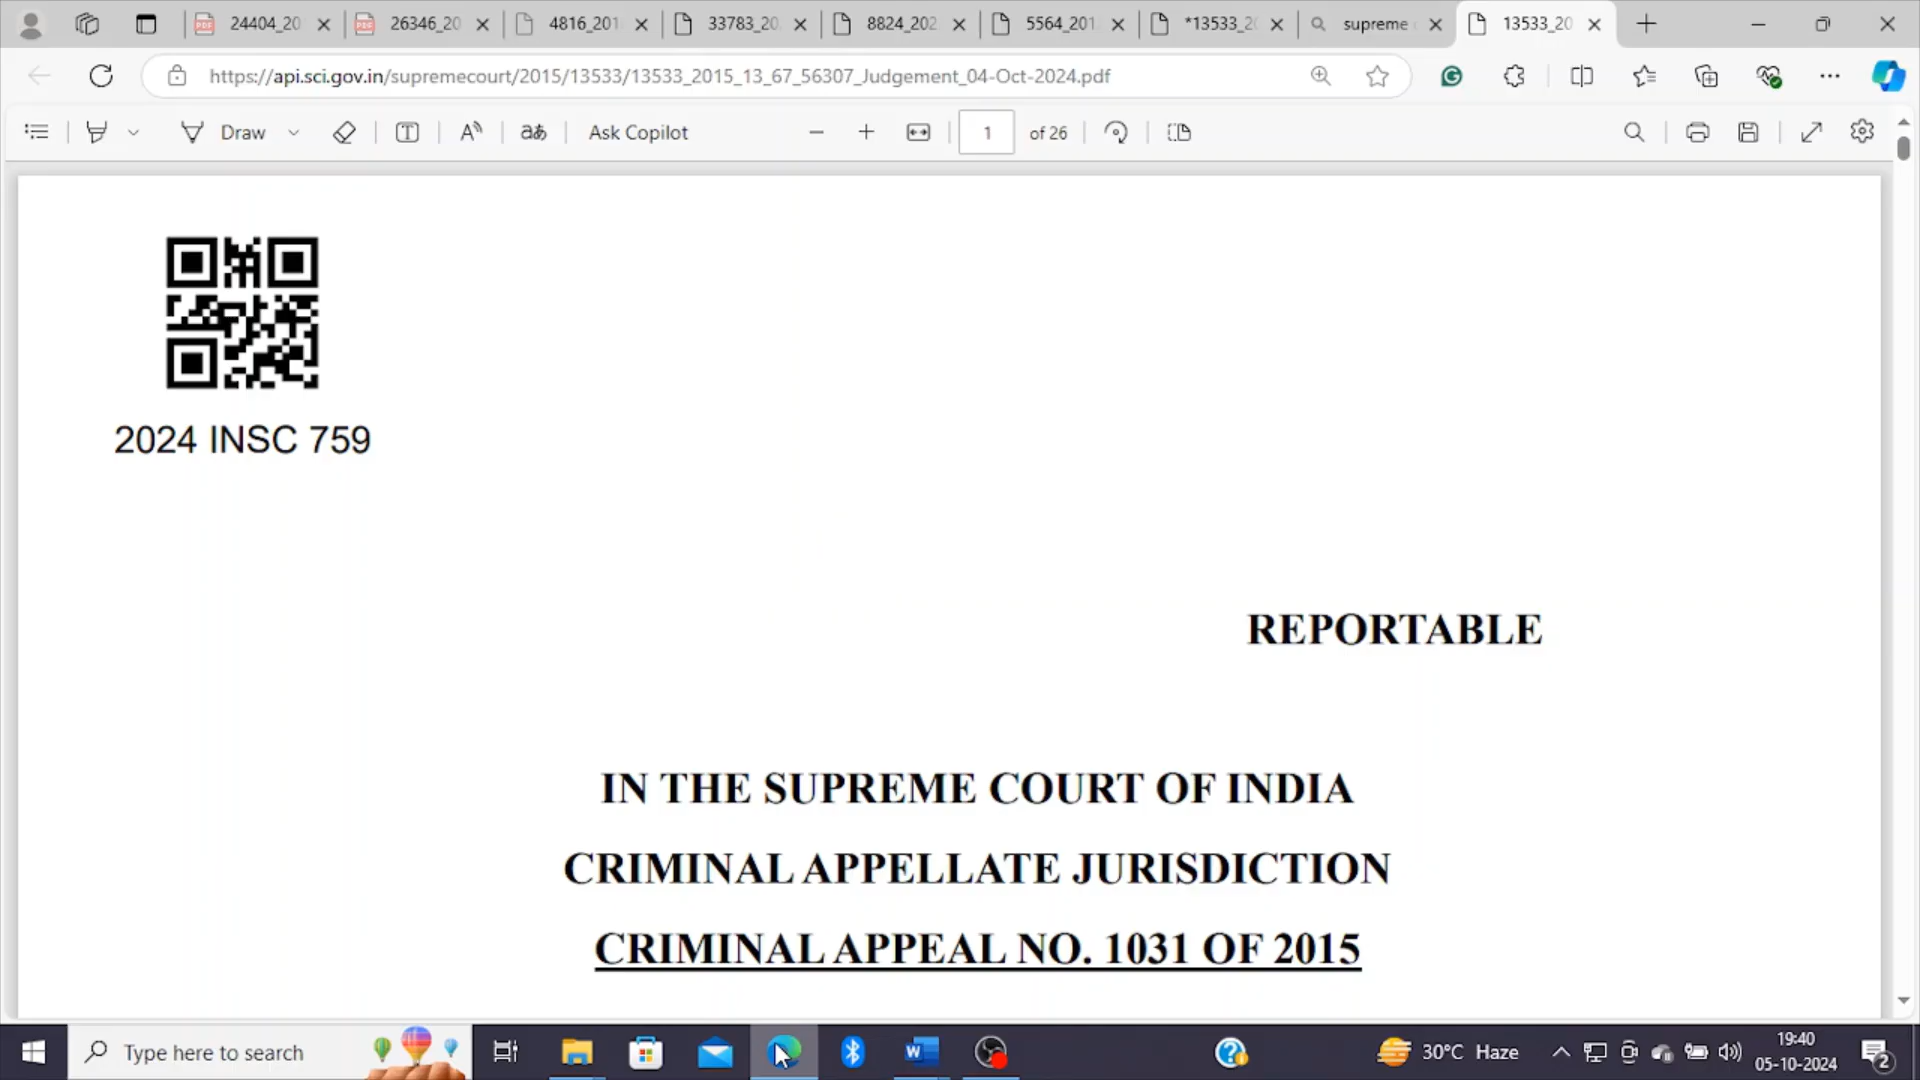 24404_20
26346_20
4816_201
33783_20
8824_202
5564_201
*13533_20
supreme
13533_20
https://api.sci.gov.in/supremecourt/2015/13533/13533_2015_13_67_56307_Judgement_04-Oct-2024.pdf
Draw
Ask Copilot
1 of 26
2024 INSC 759
REPORTABLE
IN THE SUPREME COURT OF INDIA
CRIMINAL APPELLATE JURISDICTION
CRIMINAL APPEAL NO. 1031 OF 2015
Type here to search
30°C Haze
19:40
05-10-2024
2